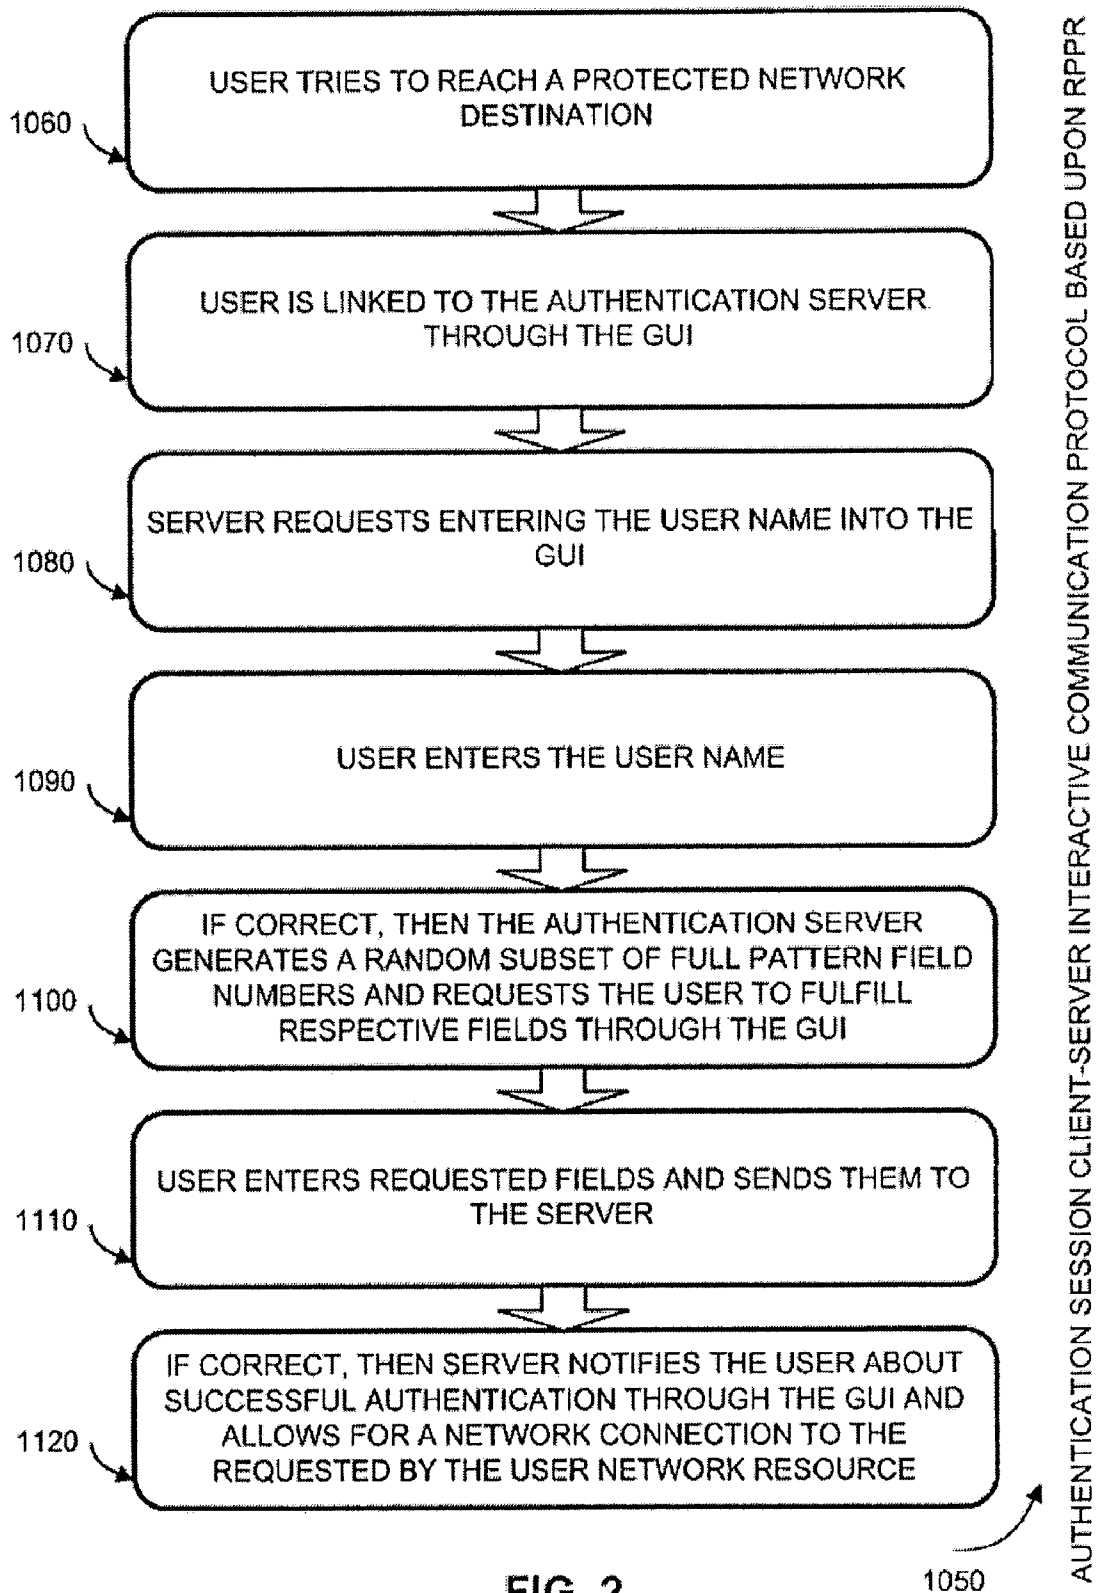 USER TRIES TO REACH A PROTECTED NETWORK
DESTINATION
1060
USER IS LINKED TO THE AUTHENTICATION SERVER
THROUGH THE GUI
1070
SERVER REQUESTS ENTERING THE USER NAME INTO THE
GUI
1080
USER ENTERS THE USER NAME
1090
IF CORRECT, THEN THE AUTHENTICATION SERVER
GENERATES A RANDOM SUBSET OF FULL PATTERN FIELD
NUMBERS AND REQUESTS THE USER TO FULFILL
RESPECTIVE FIELDS THROUGH THE GUI
1100
USER ENTERS REQUESTED FIELDS AND SENDS THEM TO
THE SERVER
1110
IF CORRECT, THEN SERVER NOTIFIES THE USER ABOUT
SUCCESSFUL AUTHENTICATION THROUGH THE GUI AND
ALLOWS FOR A NETWORK CONNECTION TO THE
REQUESTED BY THE USER NETWORK RESOURCE
1120
AUTHENTICATION SESSION CLIENT-SERVER INTERACTIVE COMMUNICATION PROTOCOL BASED UPON RPPR
1050
FIG. 2